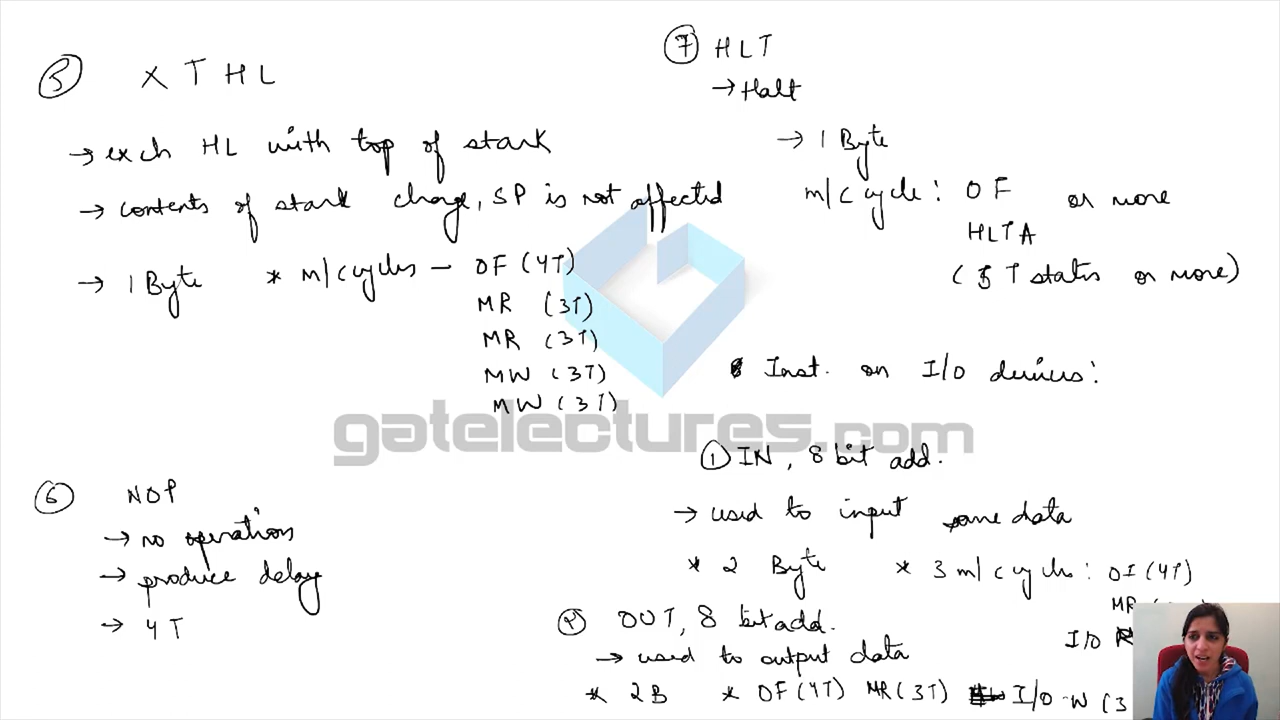 5 XTHL
→ exch HL with top of stack
→ contents of stack change, SP is not affected
→ 1 Byte * m/c cycles – OF (4T)
MR (3T)
MR (3T)
MW (3T)
MW (3T)
6 NOP
→ no operations
→ produce delay
→ 4T
7 HLT
→ Halt
→ 1 Byte
m/c cycle: OF or more
HLTA
(5 T states or more)
Inst. on I/O devices:
1 IN, 8 bit add.
→ used to input some data
* 2 Byte * 3 m/c cycles: OF (4T)
MR
I/O R
2 OUT, 8 bit add.
→ used to output data
* 2B * OF (4T) MR (3T) I/O W (3
gatelectures.com